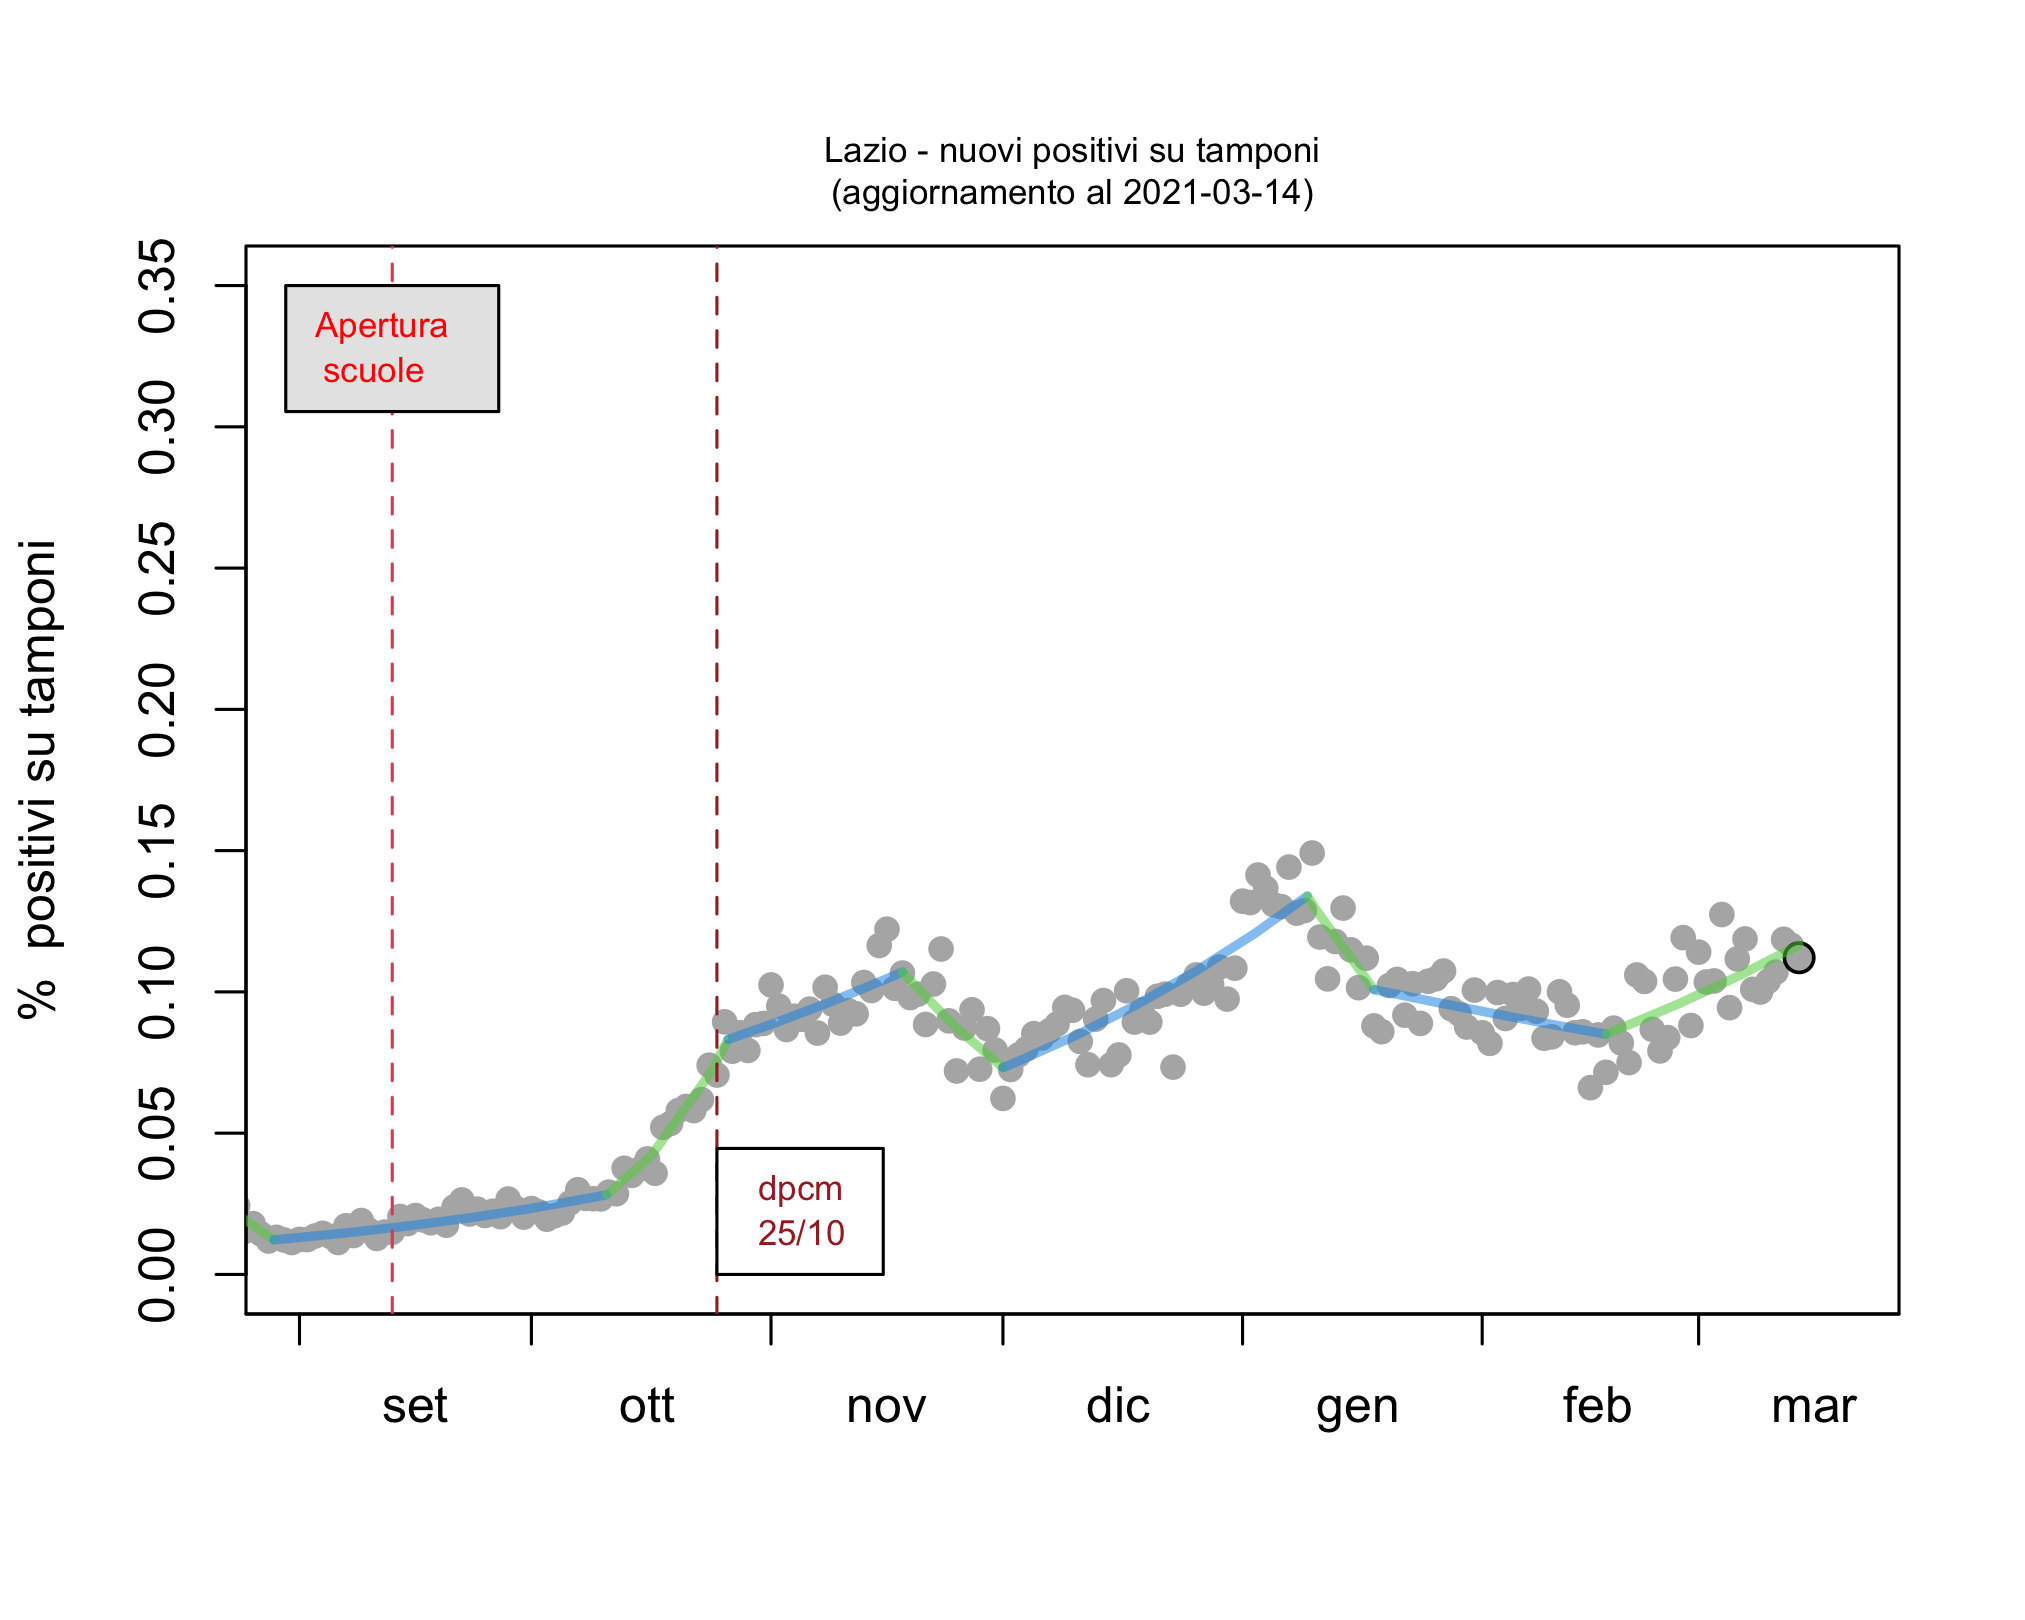 Lazio - nuovi positivi su tamponi
(aggiornamento al 2021-03-14)
% positivi su tamponi
0.35
0.30
0.25
0.20
0.15
0.10
0.05
0.00
Apertura
scuole
dpcm
25/10
set ott nov dic gen feb mar